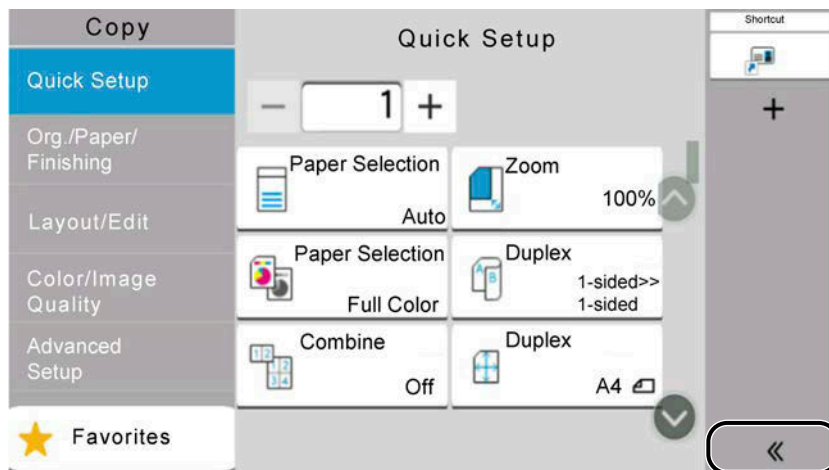 Copy
Quick Setup
Org./Paper/
Finishing
Layout/Edit
Color/Image
Quality
Advanced
Setup
Favorites
Quick Setup
1
Paper Selection
Auto
Zoom
100%
Paper Selection
Full Color
Duplex
1-sided>>
1-sided
Combine
Off
Duplex
A4
Shortcut